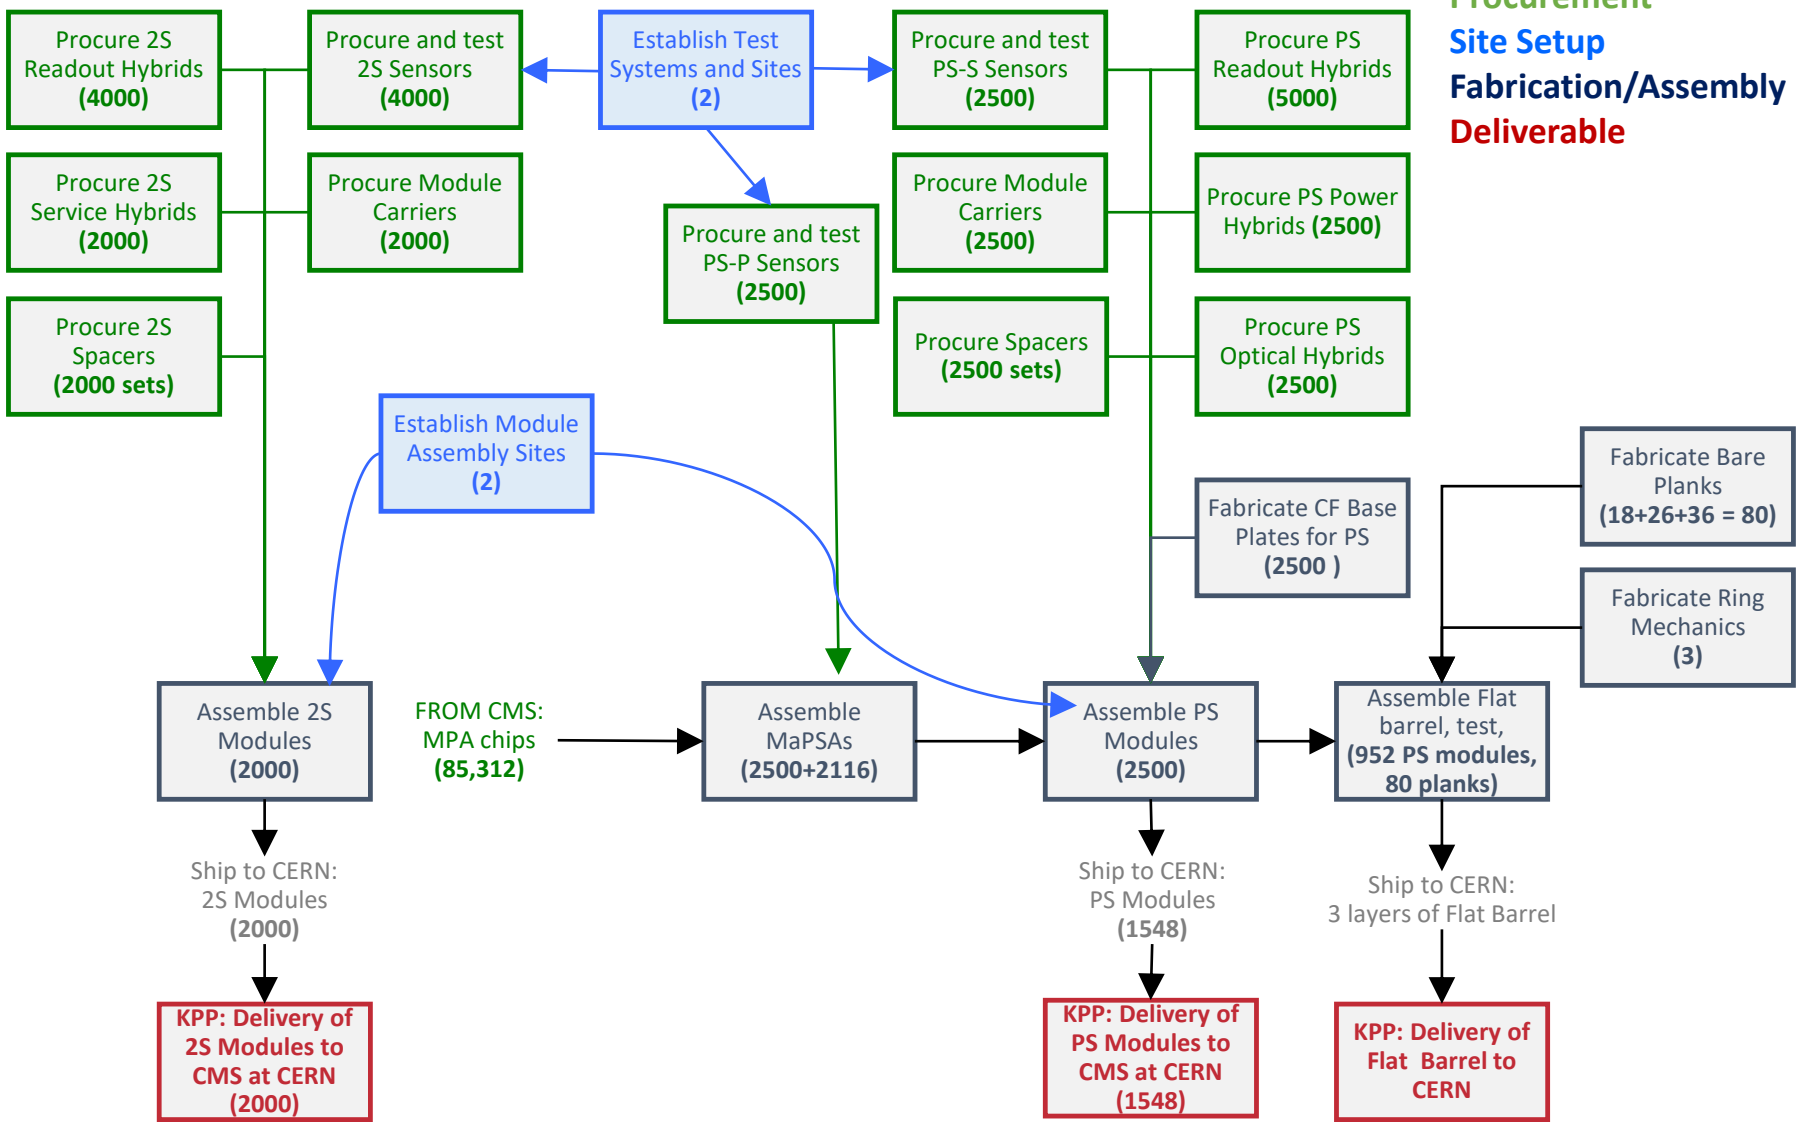 Procurement
Site Setup
Fabrication/Assembly
Deliverable
Procure 2S
Readout Hybrids
(4000)
Procure and test
2S Sensors
(4000)
Establish Test
Systems and Sites
(2)
Procure and test
PS-S Sensors
(2500)
Procure PS
Readout Hybrids
(5000)
Procure 2S
Service Hybrids
(2000)
Procure Module
Carriers
(2000)
Procure and test
PS-P Sensors
(2500)
Procure Module
Carriers
(2500)
Procure PS Power
Hybrids (2500)
Procure 2S
Spacers
(2000 sets)
Procure Spacers
(2500 sets)
Procure PS
Optical Hybrids
(2500)
Establish Module
Assembly Sites
(2)
Fabricate CF Base
Plates for PS
(2500 )
Fabricate Bare
Planks
(18+26+36 = 80)
Fabricate Ring
Mechanics
(3)
Assemble 2S
Modules
(2000)
FROM CMS:
MPA chips
(85,312)
Assemble
MaPSAs
(2500+2116)
Assemble PS
Modules
(2500)
Assemble Flat
barrel, test,
(952 PS modules,
80 planks)
Ship to CERN:
2S Modules
(2000)
Ship to CERN:
PS Modules
(1548)
Ship to CERN:
3 layers of Flat Barrel
KPP: Delivery of
2S Modules to
CMS at CERN
(2000)
KPP: Delivery of
PS Modules to
CMS at CERN
(1548)
KPP: Delivery of
Flat Barrel to
CERN